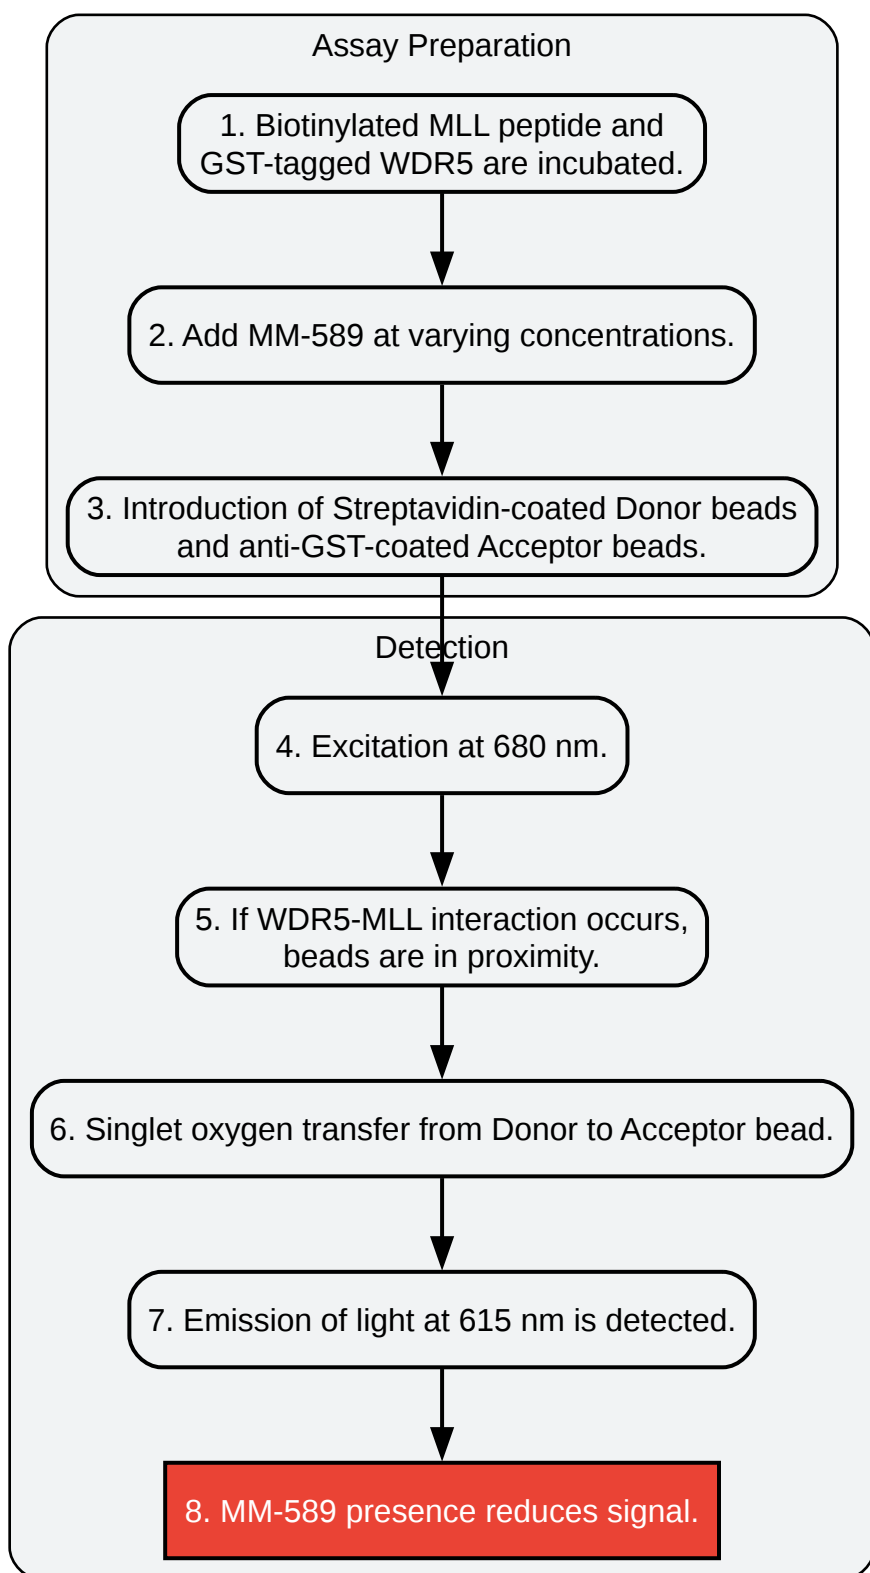 Assay Preparation
1. Biotinylated MLL peptide and
GST-tagged WDR5 are incubated.
2. Add MM-589 at varying concentrations.
3. Introduction of Streptavidin-coated Donor beads
and anti-GST-coated Acceptor beads.
Detection
4. Excitation at 680 nm.
5. If WDR5-MLL interaction occurs,
beads are in proximity.
6. Singlet oxygen transfer from Donor to Acceptor bead.
7. Emission of light at 615 nm is detected.
8. MM-589 presence reduces signal.